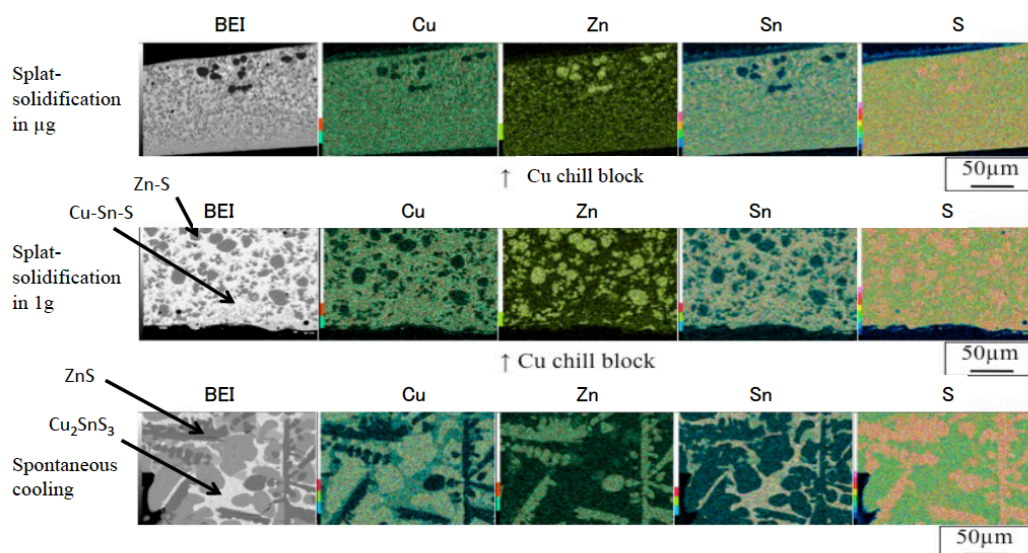 BEI Cu Zn Sn S
Splat-
solidification
in µg
↑ Cu chill block
50µm
Zn-S
Cu-Sn-S
BEI Cu Zn Sn S
Splat-
solidification
in 1g
↑ Cu chill block
50µm
ZnS
BEI Cu Zn Sn S
Cu₂SnS₃
Spontaneous
cooling
50µm